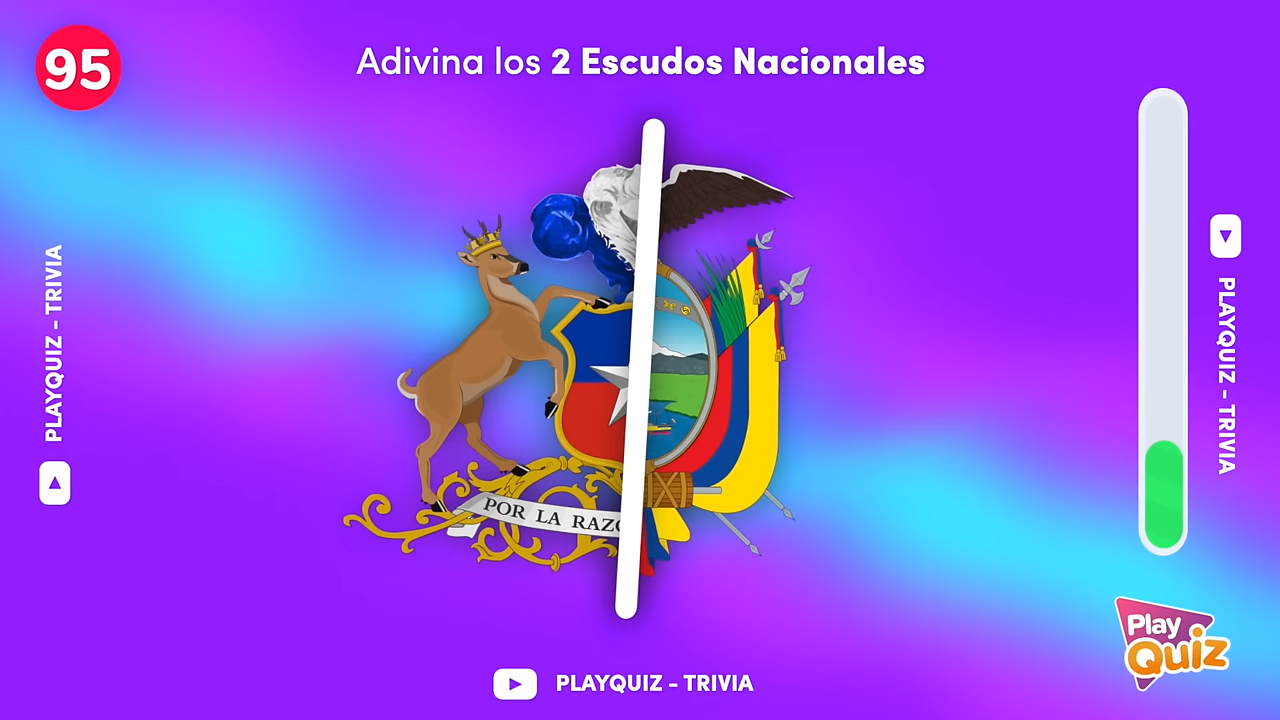 95
Adivina los 2 Escudos Nacionales
PLAYQUIZ - TRIVIA
POR LA RAZO
PLAYQUIZ - TRIVIA
Play
Quiz
PLAYQUIZ - TRIVIA